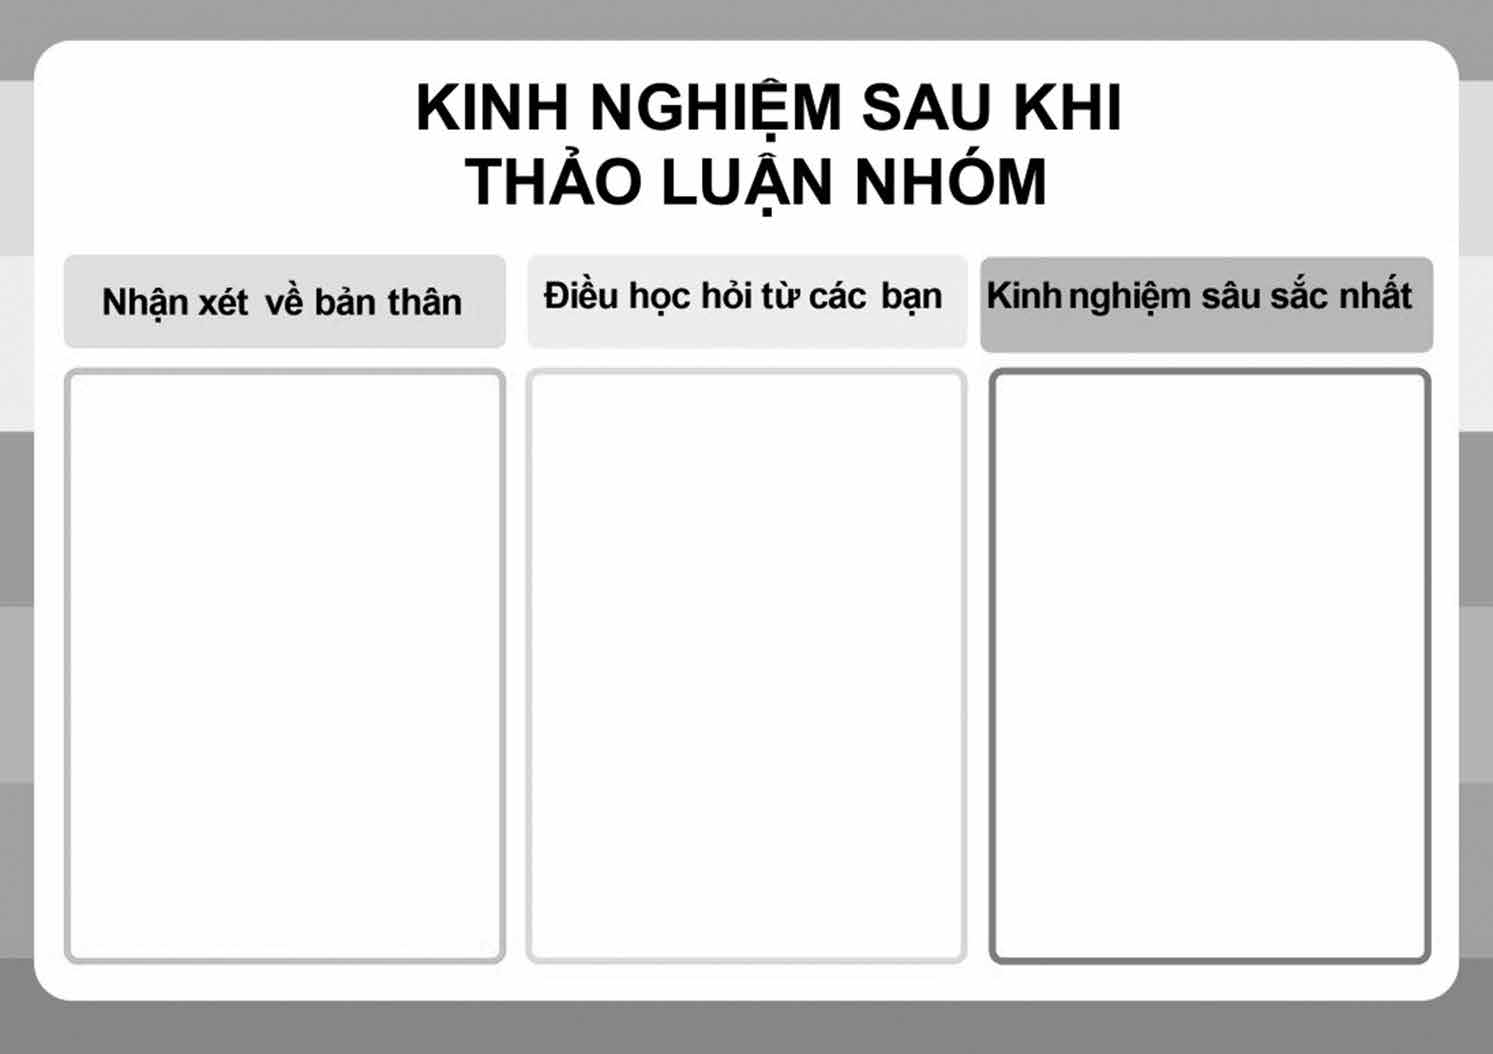 KINH NGHIỆM SAU KHI
THẢO LUẬN NHÓM
Nhận xét về bản thân
Điều học hỏi từ các bạn
Kinh nghiệm sâu sắc nhất